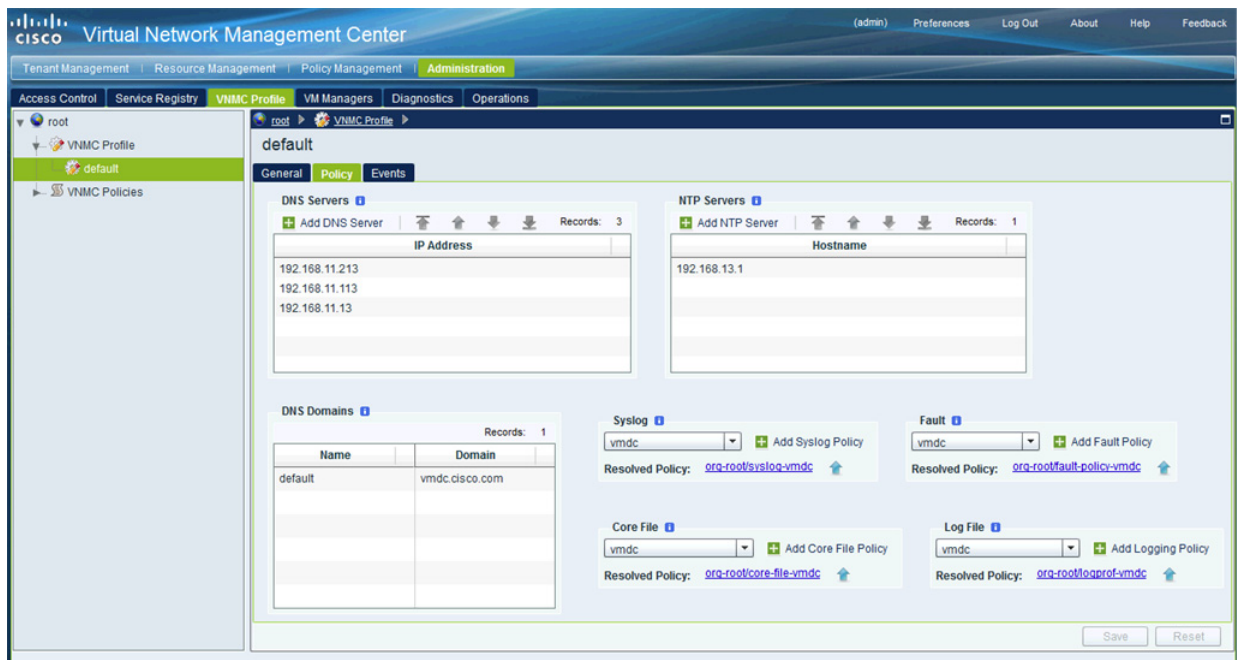 CISCO Virtual Network Management Center
(admin) Preferences Log Out About Help Feedback
Tenant Management | Resource Management | Policy Management | Administration
Access Control Service Registry VNMC Profile VM Managers Diagnostics Operations
root
VNMC Profile
default
VNMC Policies
root VNMC Profile
default
General Policy Events
DNS Servers
Add DNS Server Records: 3
IP Address
192.168.11.213
192.168.11.113
192.168.11.13
NTP Servers
Add NTP Server Records: 1
Hostname
192.168.13.1
DNS Domains
Records: 1
Name Domain
default vmdc.cisco.com
Syslog
vmdc Add Syslog Policy
Resolved Policy: org-root/syslog-vmdc
Fault
vmdc Add Fault Policy
Resolved Policy: org-root/fault-policy-vmdc
Core File
vmdc Add Core File Policy
Resolved Policy: org-root/core-file-vmdc
Log File
vmdc Add Logging Policy
Resolved Policy: org-root/logprof-vmdc
Save Reset